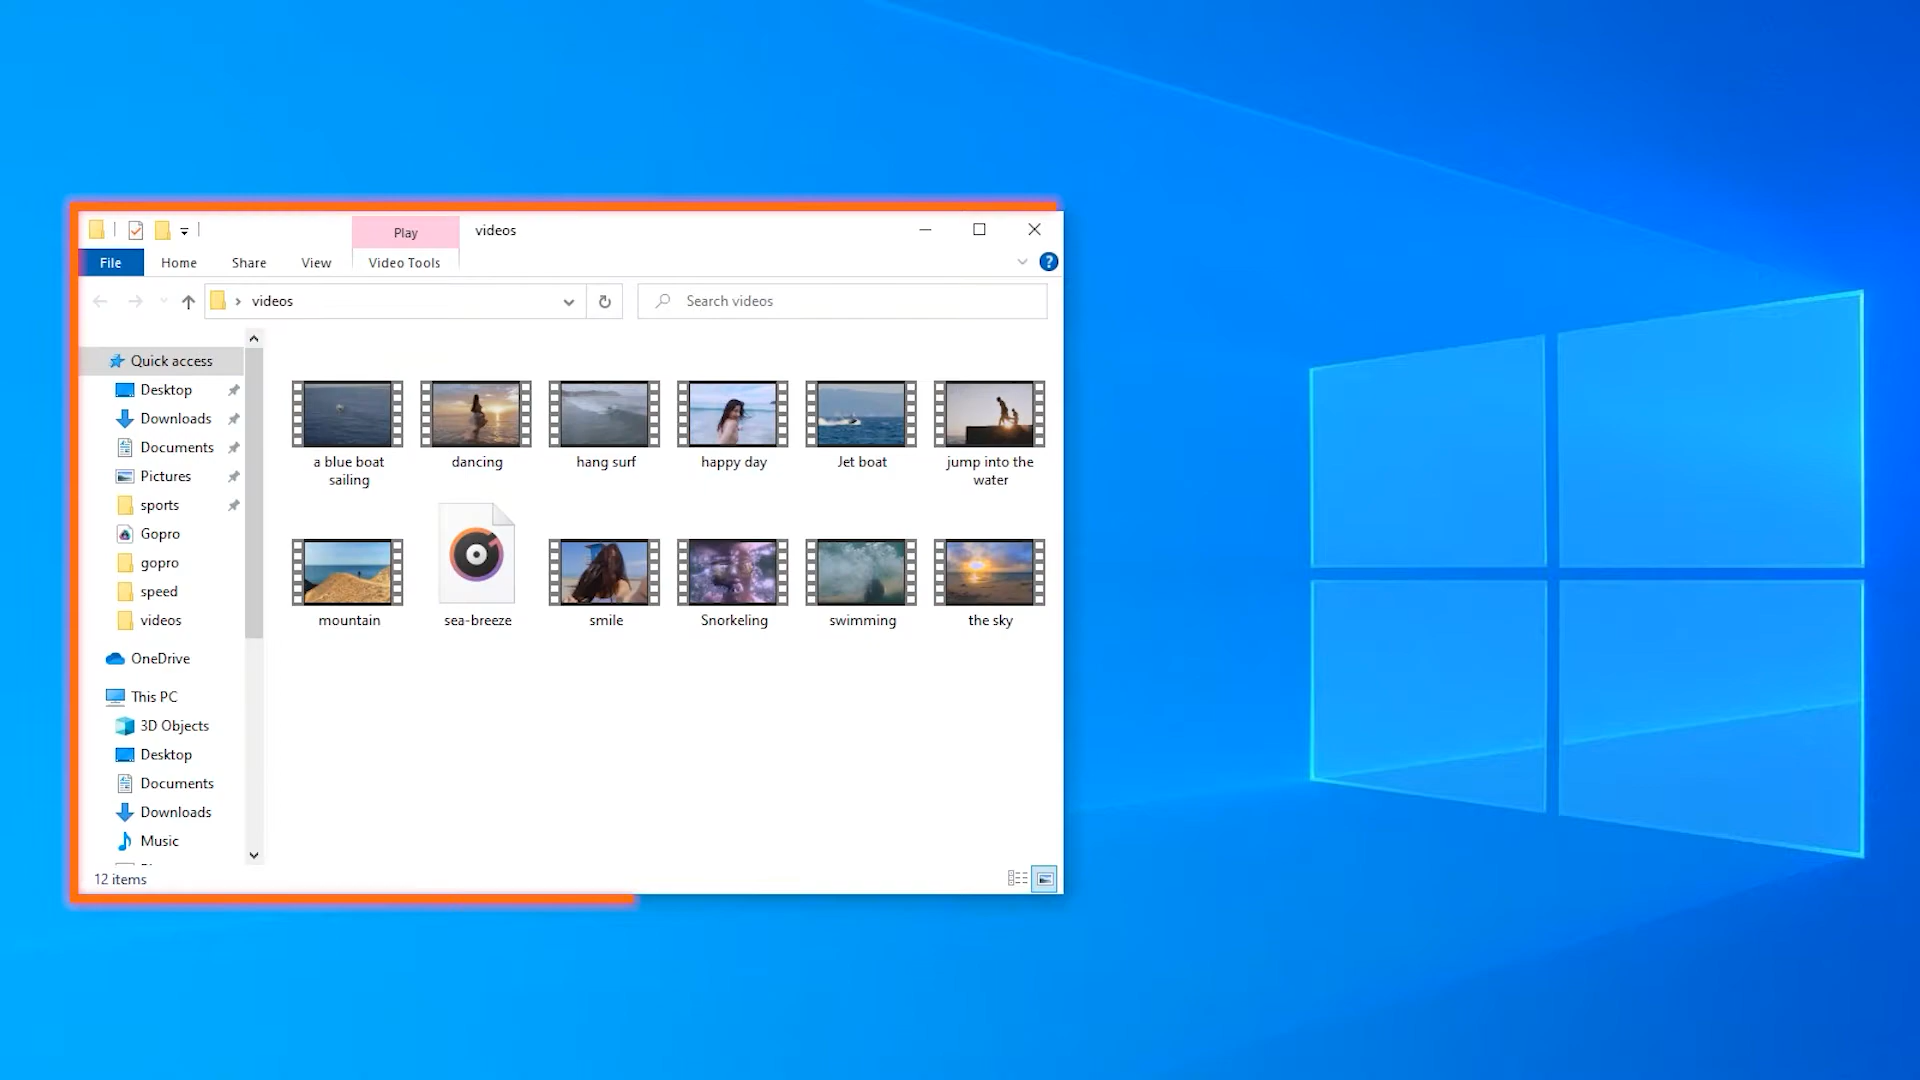 Play
videos
File
Home
Share
View
Video Tools
?
videos
Search videos
Quick access
Desktop
Downloads
Documents
Pictures
sports
Gopro
gopro
speed
videos
OneDrive
This PC
3D Objects
Desktop
Documents
Downloads
Music
a blue boat
sailing
dancing
hang surf
happy day
Jet boat
jump into the
water
mountain
sea-breeze
smile
Snorkeling
swimming
the sky
12 items